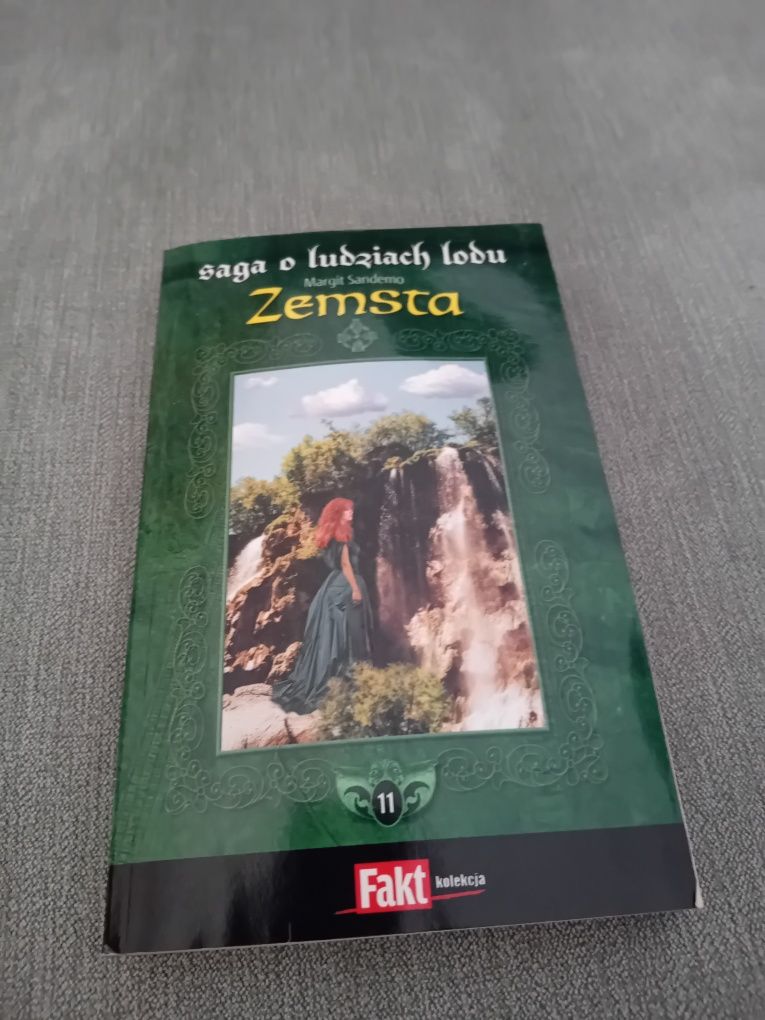 saga o ludziach lodu
Margit Sandemo
Zemsta
11
Fakt kolekcja